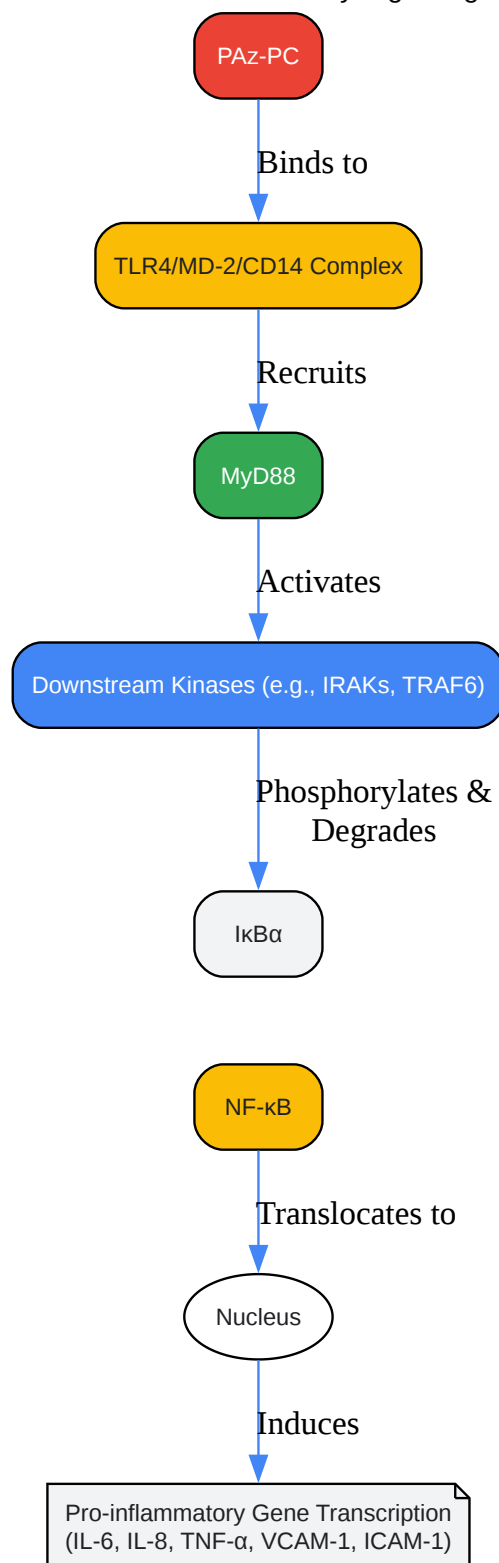 PAz-PC
Binds to
TLR4/MD-2/CD14 Complex
Recruits
MyD88
Activates
Downstream Kinases (e.g., IRAKs, TRAF6)
Phosphorylates &
Degrades
IκBα
NF-κB
Translocates to
Nucleus
Induces
Pro-inflammatory Gene Transcription
(IL-6, IL-8, TNF-α, VCAM-1, ICAM-1)